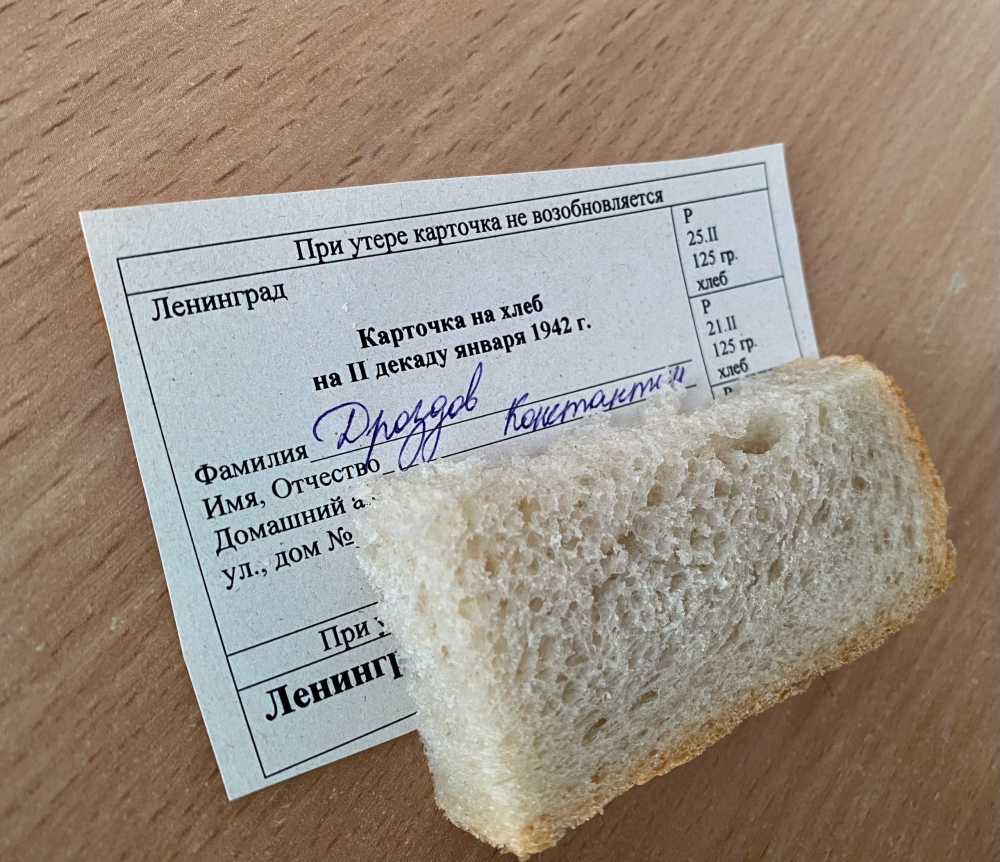 При утере карточка не возобновляется
Ленинград
Карточка на хлеб
на II декаду января 1942 г.
Фамилия Дроздов
Имя, Отчество Константин
Домашний а
ул., дом №
Р
25.II
125 гр.
хлеб
Р
21.II
125 гр.
хлеб
Р
При у
Ленингр